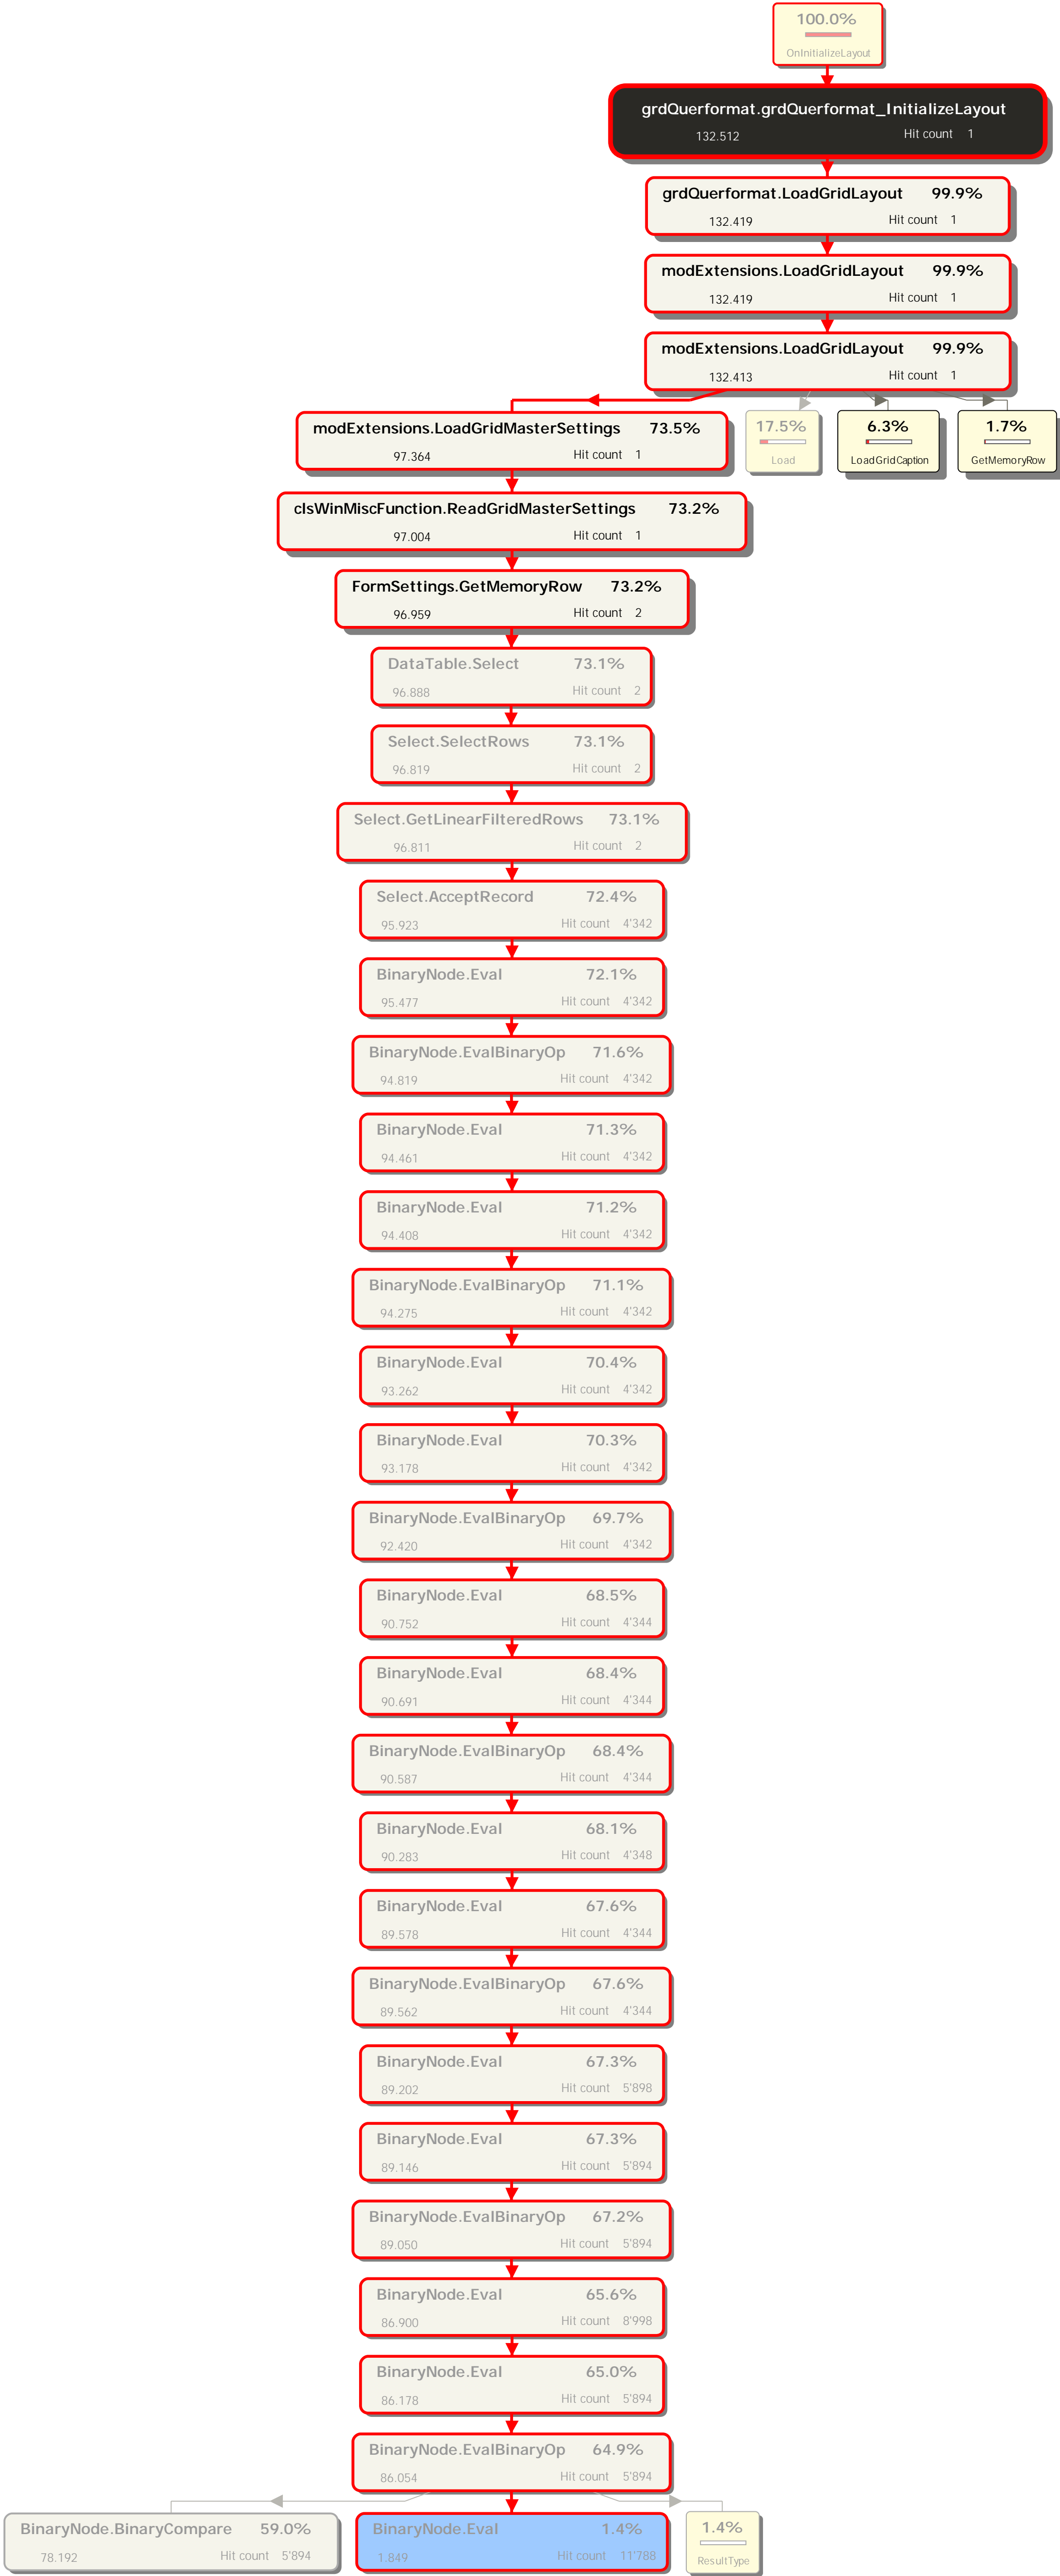 100.0%
OnInitializeLayout
grdQuerformat.grdQuerformat_InitializeLayout
132.512 Hit count 1
grdQuerformat.LoadGridLayout 99.9%
132.419 Hit count 1
modExtensions.LoadGridLayout 99.9%
132.419 Hit count 1
modExtensions.LoadGridLayout 99.9%
132.413 Hit count 1
modExtensions.LoadGridMasterSettings 73.5%
97.364 Hit count 1
17.5%
Load
6.3%
LoadGridCaption
1.7%
GetMemoryRow
clsWinMiscFunction.ReadGridMasterSettings 73.2%
97.004 Hit count 1
FormSettings.GetMemoryRow 73.2%
96.959 Hit count 2
DataTable.Select 73.1%
96.888 Hit count 2
Select.SelectRows 73.1%
96.819 Hit count 2
Select.GetLinearFilteredRows 73.1%
96.811 Hit count 2
Select.AcceptRecord 72.4%
95.923 Hit count 4'342
BinaryNode.Eval 72.1%
95.477 Hit count 4'342
BinaryNode.EvalBinaryOp 71.6%
94.819 Hit count 4'342
BinaryNode.Eval 71.3%
94.461 Hit count 4'342
BinaryNode.Eval 71.2%
94.408 Hit count 4'342
BinaryNode.EvalBinaryOp 71.1%
94.275 Hit count 4'342
BinaryNode.Eval 70.4%
93.262 Hit count 4'342
BinaryNode.Eval 70.3%
93.178 Hit count 4'342
BinaryNode.EvalBinaryOp 69.7%
92.420 Hit count 4'342
BinaryNode.Eval 68.5%
90.752 Hit count 4'344
BinaryNode.Eval 68.4%
90.691 Hit count 4'344
BinaryNode.EvalBinaryOp 68.4%
90.587 Hit count 4'344
BinaryNode.Eval 68.1%
90.283 Hit count 4'348
BinaryNode.Eval 67.6%
89.578 Hit count 4'344
BinaryNode.EvalBinaryOp 67.6%
89.562 Hit count 4'344
BinaryNode.Eval 67.3%
89.202 Hit count 5'898
BinaryNode.Eval 67.3%
89.146 Hit count 5'894
BinaryNode.EvalBinaryOp 67.2%
89.050 Hit count 5'894
BinaryNode.Eval 65.6%
86.900 Hit count 8'998
BinaryNode.Eval 65.0%
86.178 Hit count 5'894
BinaryNode.EvalBinaryOp 64.9%
86.054 Hit count 5'894
BinaryNode.BinaryCompare 59.0%
78.192 Hit count 5'894
BinaryNode.Eval 1.4%
1.849 Hit count 11'788
1.4%
ResultType